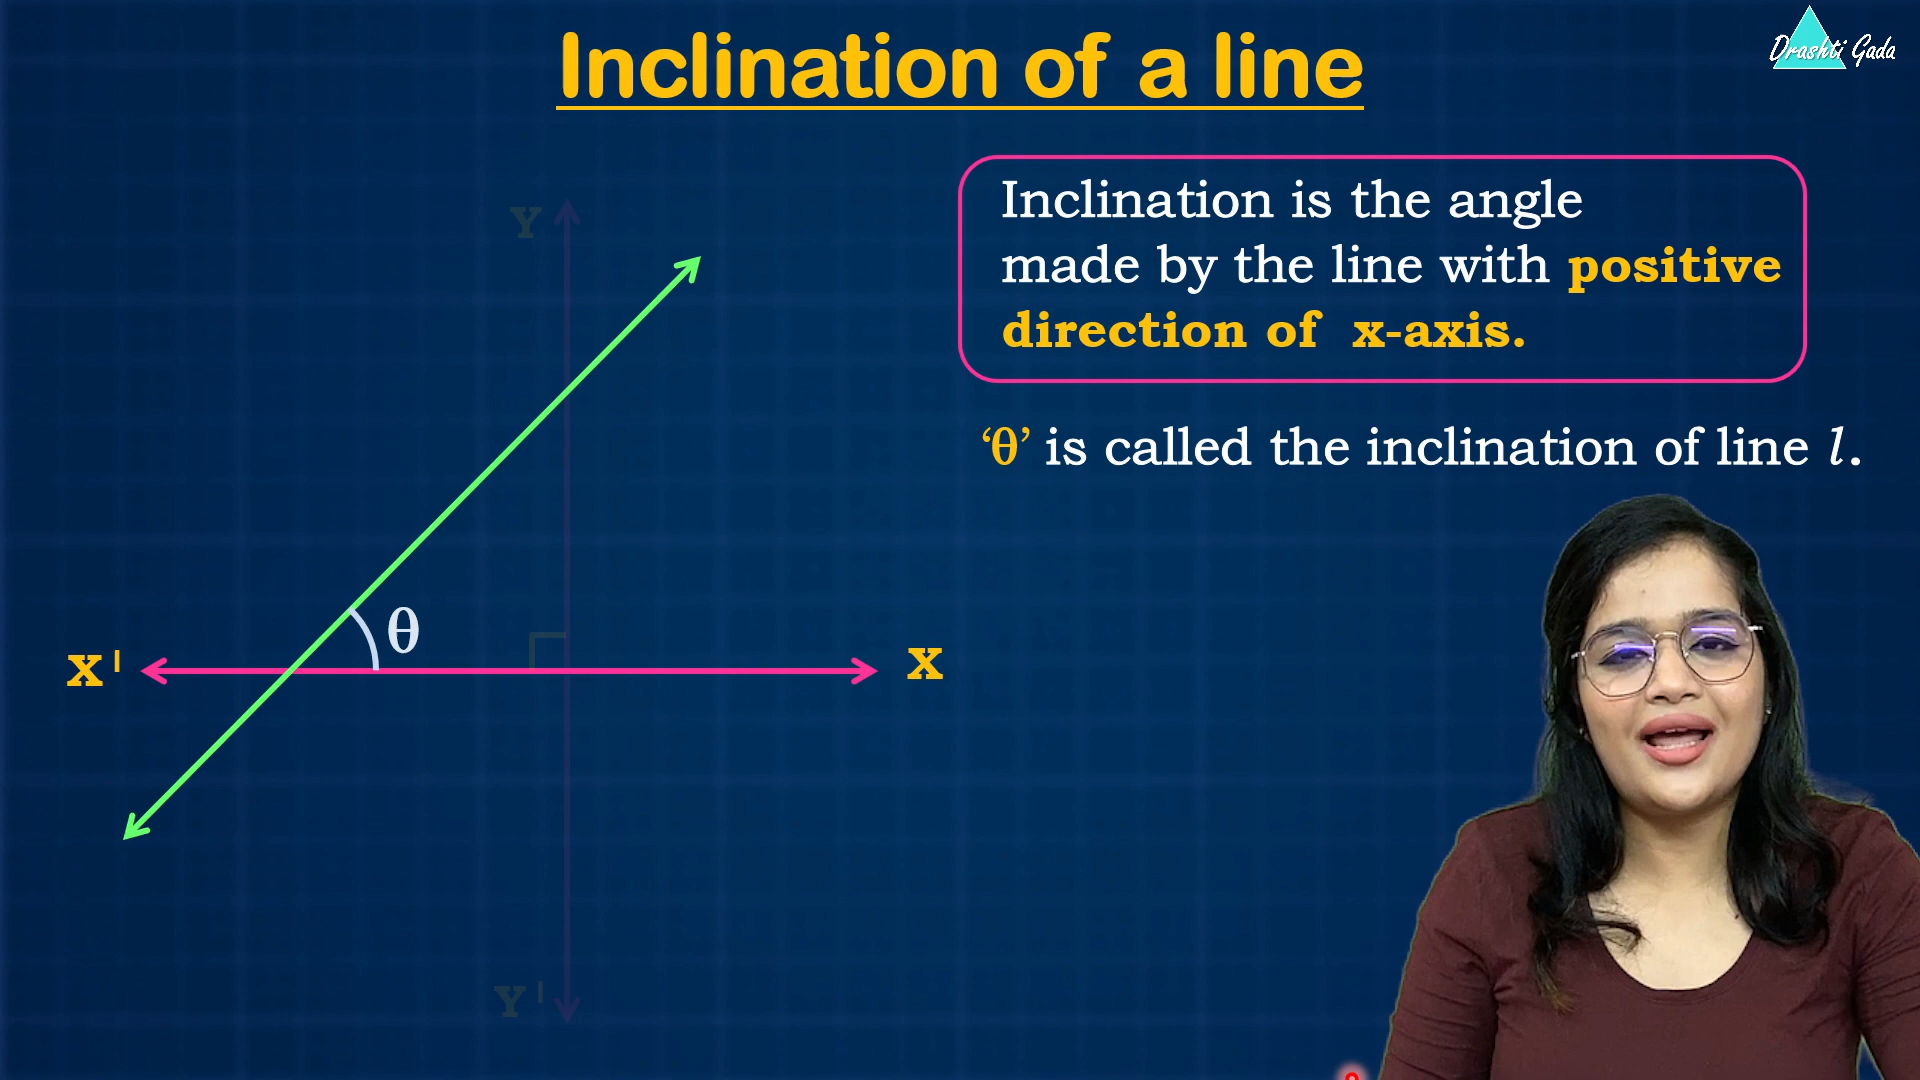 Inclination of a line
Drashti Gada
Inclination is the angle
made by the line with positive
direction of x-axis.
‘θ’ is called the inclination of line l.
Y
θ
X'
X
Y'